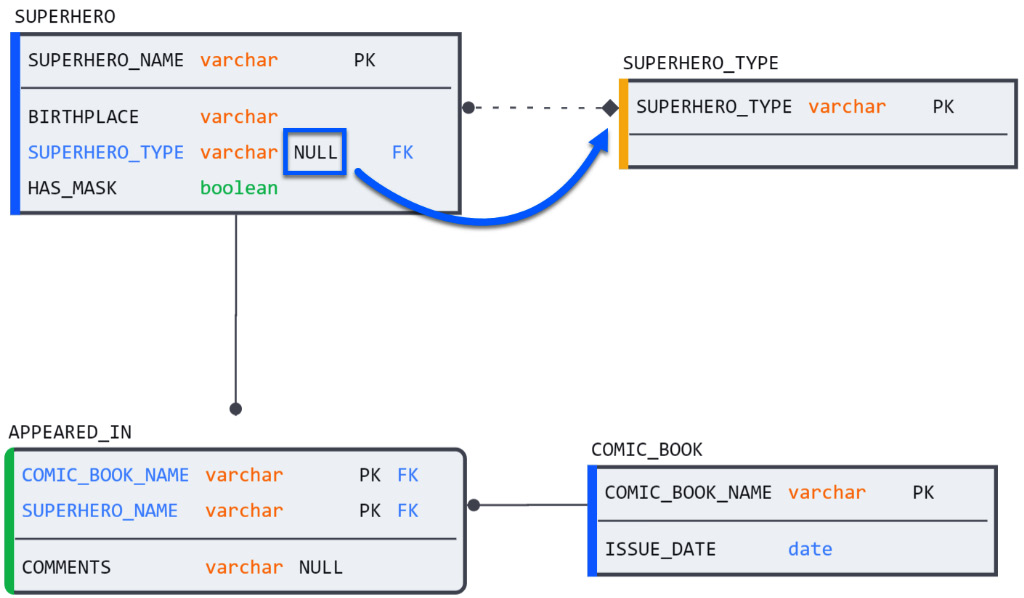 SUPERHERO
SUPERHERO_NAME varchar PK
BIRTHPLACE varchar
SUPERHERO_TYPE varchar NULL FK
HAS_MASK boolean
SUPERHERO_TYPE
SUPERHERO_TYPE varchar PK
APPEARED_IN
COMIC_BOOK_NAME varchar PK FK
SUPERHERO_NAME varchar PK FK
COMMENTS varchar NULL
COMIC_BOOK
COMIC_BOOK_NAME varchar PK
ISSUE_DATE date